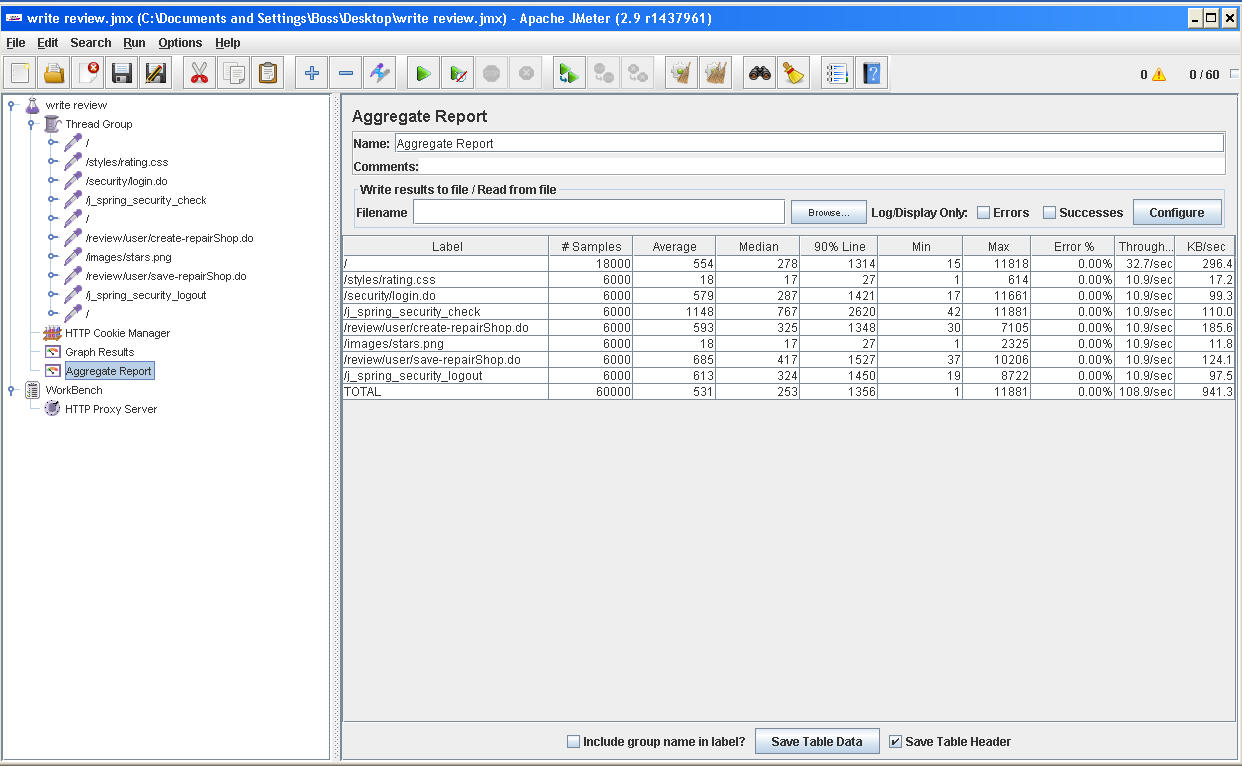 write review.jmx (C:\Documents and Settings\Boss\Desktop\write review.jmx) - Apache JMeter (2.9 r1437961)
File Edit Search Run Options Help
0 0 / 60
write review
Thread Group
/
/styles/rating.css
/security/login.do
/j_spring_security_check
/
/review/user/create-repairShop.do
/images/stars.png
/review/user/save-repairShop.do
/j_spring_security_logout
/
HTTP Cookie Manager
Graph Results
Aggregate Report
WorkBench
HTTP Proxy Server
Aggregate Report
Name: Aggregate Report
Comments:
Write results to file / Read from file
Filename Browse... Log/Display Only: Errors Successes Configure
Label # Samples Average Median 90% Line Min Max Error % Through... KB/sec
/ 18000 554 278 1314 15 11818 0.00% 32.7/sec 296.4
/styles/rating.css 6000 18 17 27 1 614 0.00% 10.9/sec 17.2
/security/login.do 6000 579 287 1421 17 11661 0.00% 10.9/sec 99.3
/j_spring_security_check 6000 1148 767 2620 42 11881 0.00% 10.9/sec 110.0
/review/user/create-repairShop.do 6000 593 325 1348 30 7105 0.00% 10.9/sec 185.6
/images/stars.png 6000 18 17 27 1 2325 0.00% 10.9/sec 11.8
/review/user/save-repairShop.do 6000 685 417 1527 37 10206 0.00% 10.9/sec 124.1
/j_spring_security_logout 6000 613 324 1450 19 8722 0.00% 10.9/sec 97.5
TOTAL 60000 531 253 1356 1 11881 0.00% 108.9/sec 941.3
Include group name in label? Save Table Data Save Table Header